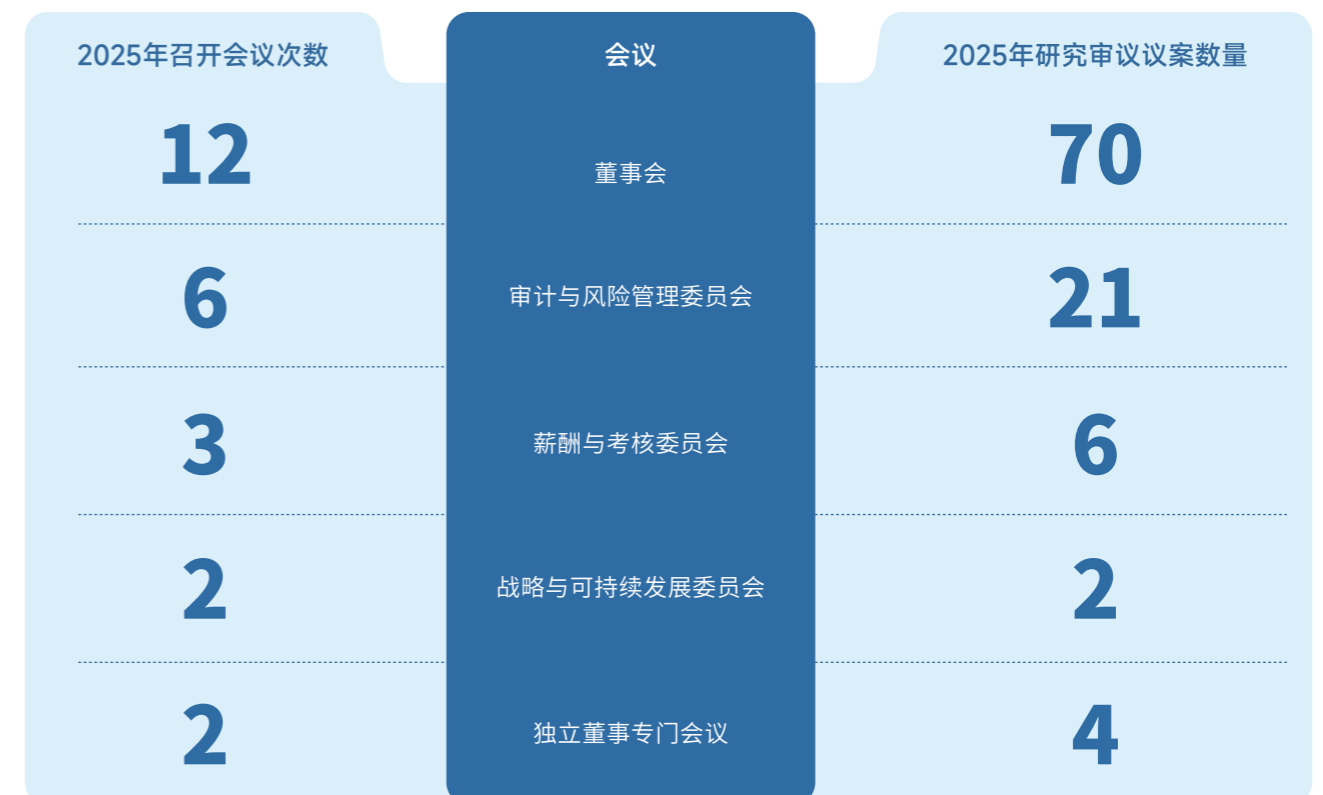 2025年召开会议次数 会议 2025年研究审议议案数量
12 董事会 70
6 审计与风险管理委员会 21
3 薪酬与考核委员会 6
2 战略与可持续发展委员会 2
2 独立董事专门会议 4